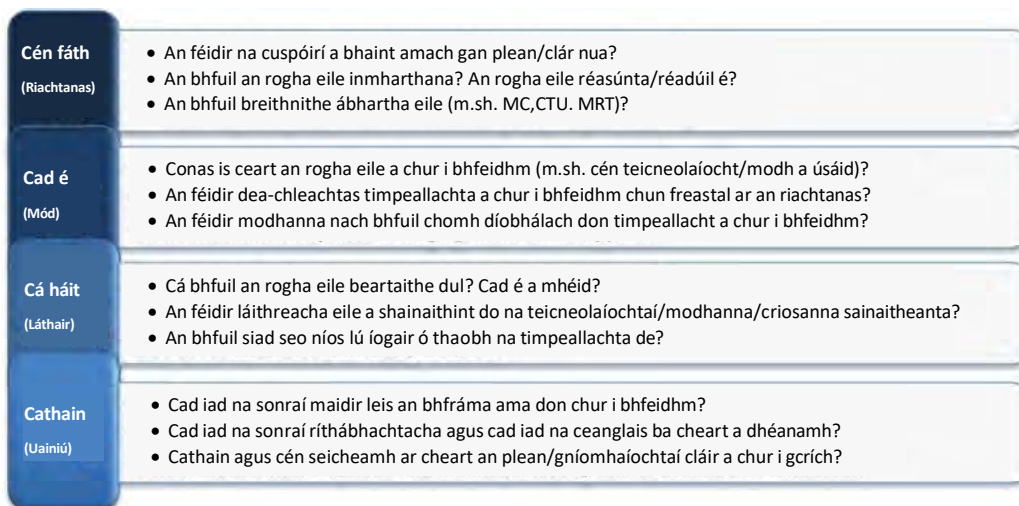 Cén fáth
(Riachtanas)
• An féidir na cuspóirí a bhaint amach gan plean/clár nua?
• An bhfuil an rogha eile inmharthana? An rogha eile réasúnta/réadúil é?
• An bhfuil breithnithe ábhartha eile (m.sh. MC,CTU. MRT)?
Cad é
(Mód)
• Conas is ceart an rogha eile a chur i bhfeidhm (m.sh. cén teicneolaíocht/modh a úsáid)?
• An féidir dea-chleachtas timpeallachta a chur i bhfeidhm chun freastal ar an riachtanas?
• An féidir modhanna nach bhfuil chomh díobhálach don timpeallacht a chur i bhfeidhm?
Cá háit
(Láthair)
• Cá bhfuil an rogha eile beartaithe dul? Cad é a mhéid?
• An féidir láithreacha eile a shainaithint do na teicneolaíochtaí/modhanna/criosanna sainaitheanta?
• An bhfuil siad seo níos lú íogair ó thaobh na timpeallachta de?
Cathain
(Uainiú)
• Cad iad na sonraí maidir leis an bhfráma ama don chur i bhfeidhm?
• Cad iad na sonraí ríthábhachtacha agus cad iad na ceanglais ba cheart a dhéanamh?
• Cathain agus cén seicheamh ar cheart an plean/gníomhaíochtaí cláir a chur i gcrích?